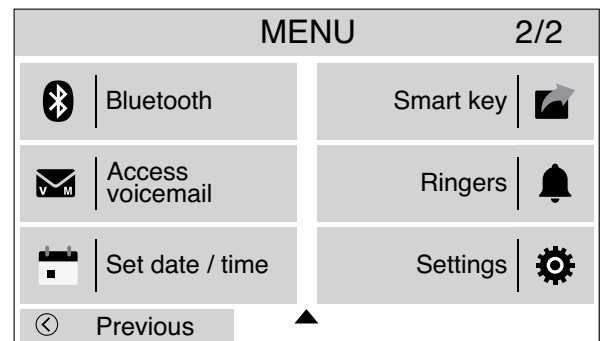 MENU 2/2
Bluetooth
Smart key
Access
voicemail
V M
Ringers
Set date / time
Settings
Previous